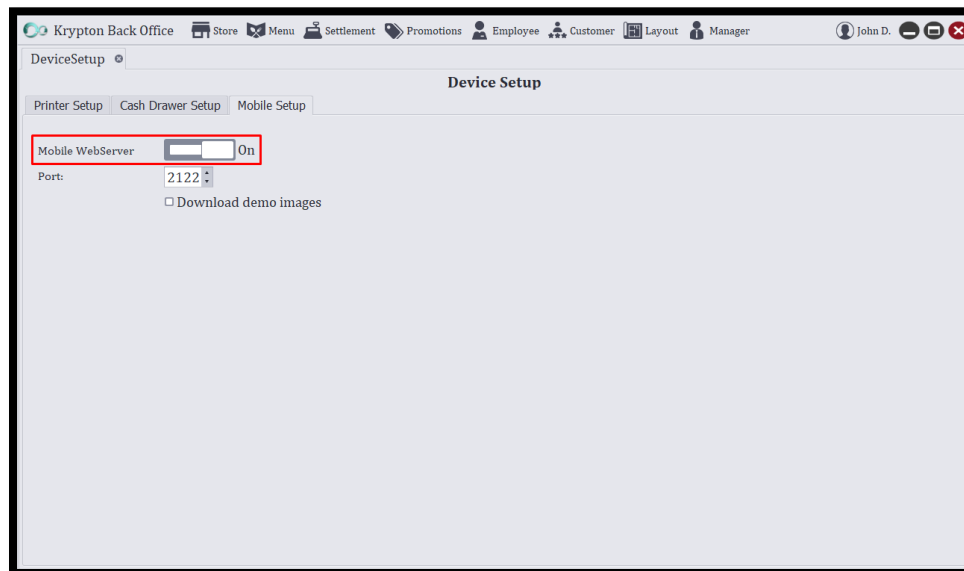 Krypton Back Office Store Menu Settlement Promotions Employee Customer Layout Manager John D.
DeviceSetup
Device Setup
Printer Setup Cash Drawer Setup Mobile Setup
Mobile WebServer On
Port: 2122
Download demo images